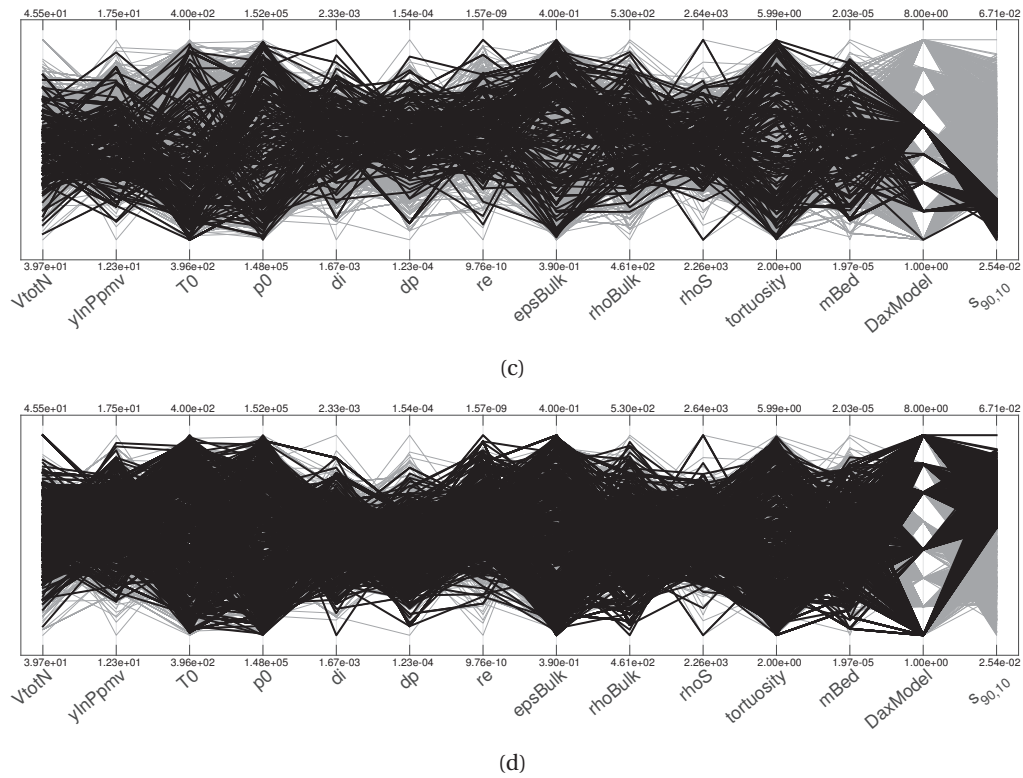 4.55e+01 1.75e+01 4.00e+02 1.52e+05 2.33e-03 1.54e-04 1.57e-09 4.00e-01 5.30e+02 2.64e+03 5.99e+00 2.03e-05 8.00e+00 6.71e-02
3.97e+01 1.23e+01 3.96e+02 1.48e+05 1.67e-03 1.23e-04 9.76e-10 3.90e-01 4.61e+02 2.26e+03 2.00e+00 1.97e-05 1.00e+00 2.54e-02
VtotN yInPpmv T0 p0 di dp re epsBulk rhoBulk rhoS tortuosity mBed DaxModel s90,10
(c)
4.55e+01 1.75e+01 4.00e+02 1.52e+05 2.33e-03 1.54e-04 1.57e-09 4.00e-01 5.30e+02 2.64e+03 5.99e+00 2.03e-05 8.00e+00 6.71e-02
3.97e+01 1.23e+01 3.96e+02 1.48e+05 1.67e-03 1.23e-04 9.76e-10 3.90e-01 4.61e+02 2.26e+03 2.00e+00 1.97e-05 1.00e+00 2.54e-02
VtotN yInPpmv T0 p0 di dp re epsBulk rhoBulk rhoS tortuosity mBed DaxModel s90,10
(d)